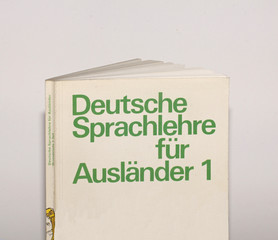 Deutsche
Sprachlehre
für
Ausländer 1